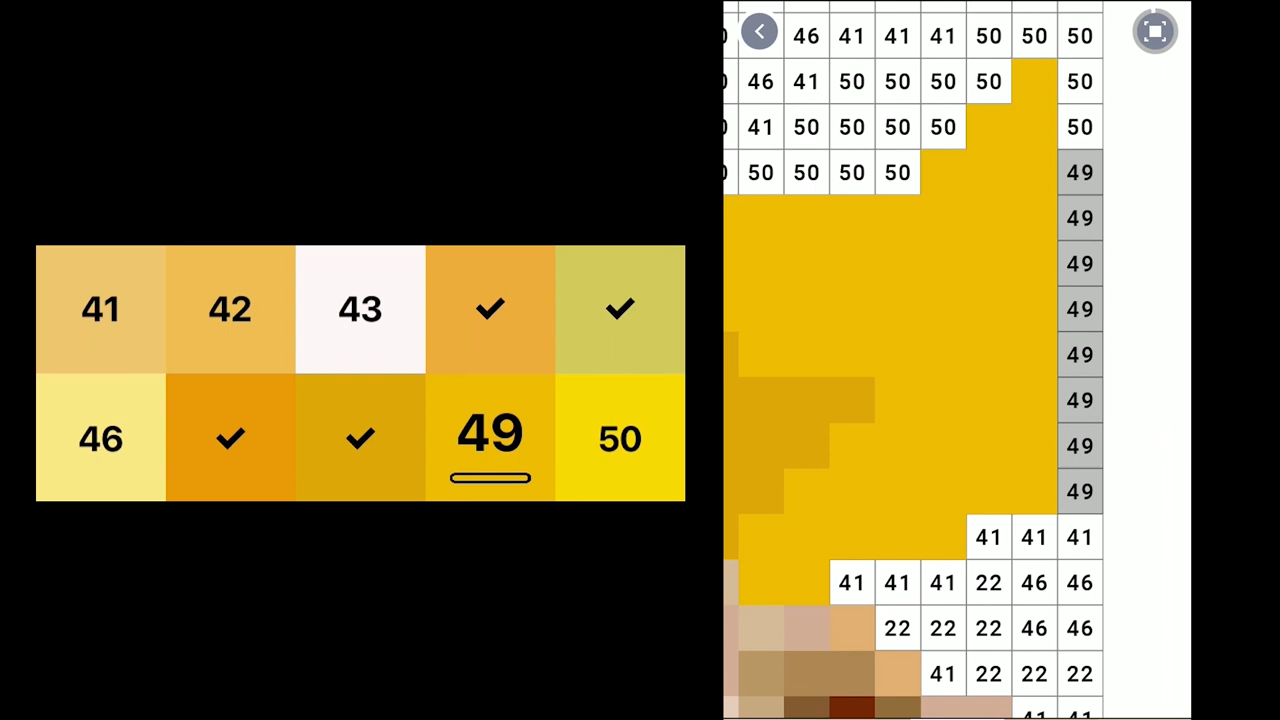 41 42 43
46 49 50
46 41 41 41 50 50 50
46 41 50 50 50 50 50
41 50 50 50 50 50
50 50 50 50 49
49
49
49
49
49
49
49
41 41 41
41 41 41 22 46 46
22 22 22 46 46
41 22 22 22
41 41